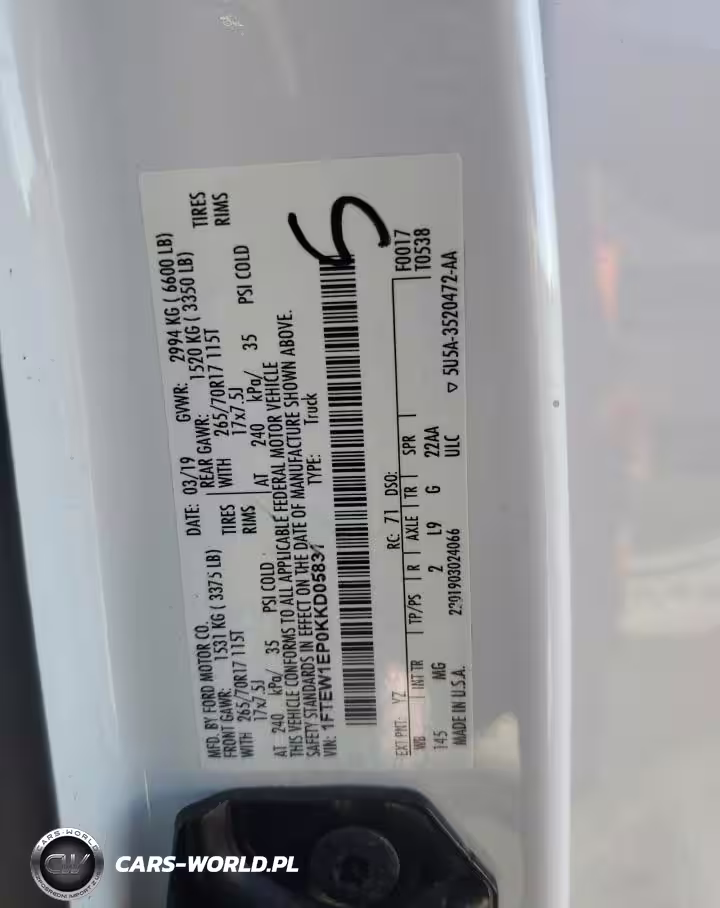 MFD. BY FORD MOTOR CO.
DATE: 03/19 GVWR: 2994 KG ( 6600 LB)
FRONT GAWR: 1531 KG ( 3375 LB)
REAR GAWR: 1520 KG ( 3350 LB)
WITH 265/70R17 115T TIRES
WITH 265/70R17 115T TIRES
17x7.5J RIMS
17x7.5J RIMS
AT 240 kPa/ 35 PSI COLD
AT 240 kPa/ 35 PSI COLD
THIS VEHICLE CONFORMS TO ALL APPLICABLE FEDERAL MOTOR VEHICLE
SAFETY STANDARDS IN EFFECT ON THE DATE OF MANUFACTURE SHOWN ABOVE.
VIN: TYPE: Truck
5
EXT PNT: YZ RC: 71 DSO: F0017
WB INT TR TP/PS R AXLE TR SPR T0538
145 MG 2 L9 G 22AA
MADE IN U.S.A. ULC
▽ 5U5A-3520472-AA
CARS-WORLD
CW
CARS-WORLD.PL